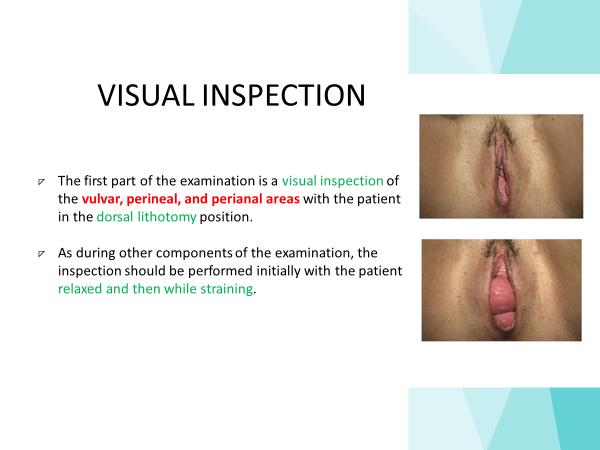 VISUAL INSPECTION
The first part of the examination is a visual inspection of
the vulvar, perineal, and perianal areas with the patient
in the dorsal lithotomy position.
As during other components of the examination, the
inspection should be performed initially with the patient
relaxed and then while straining.